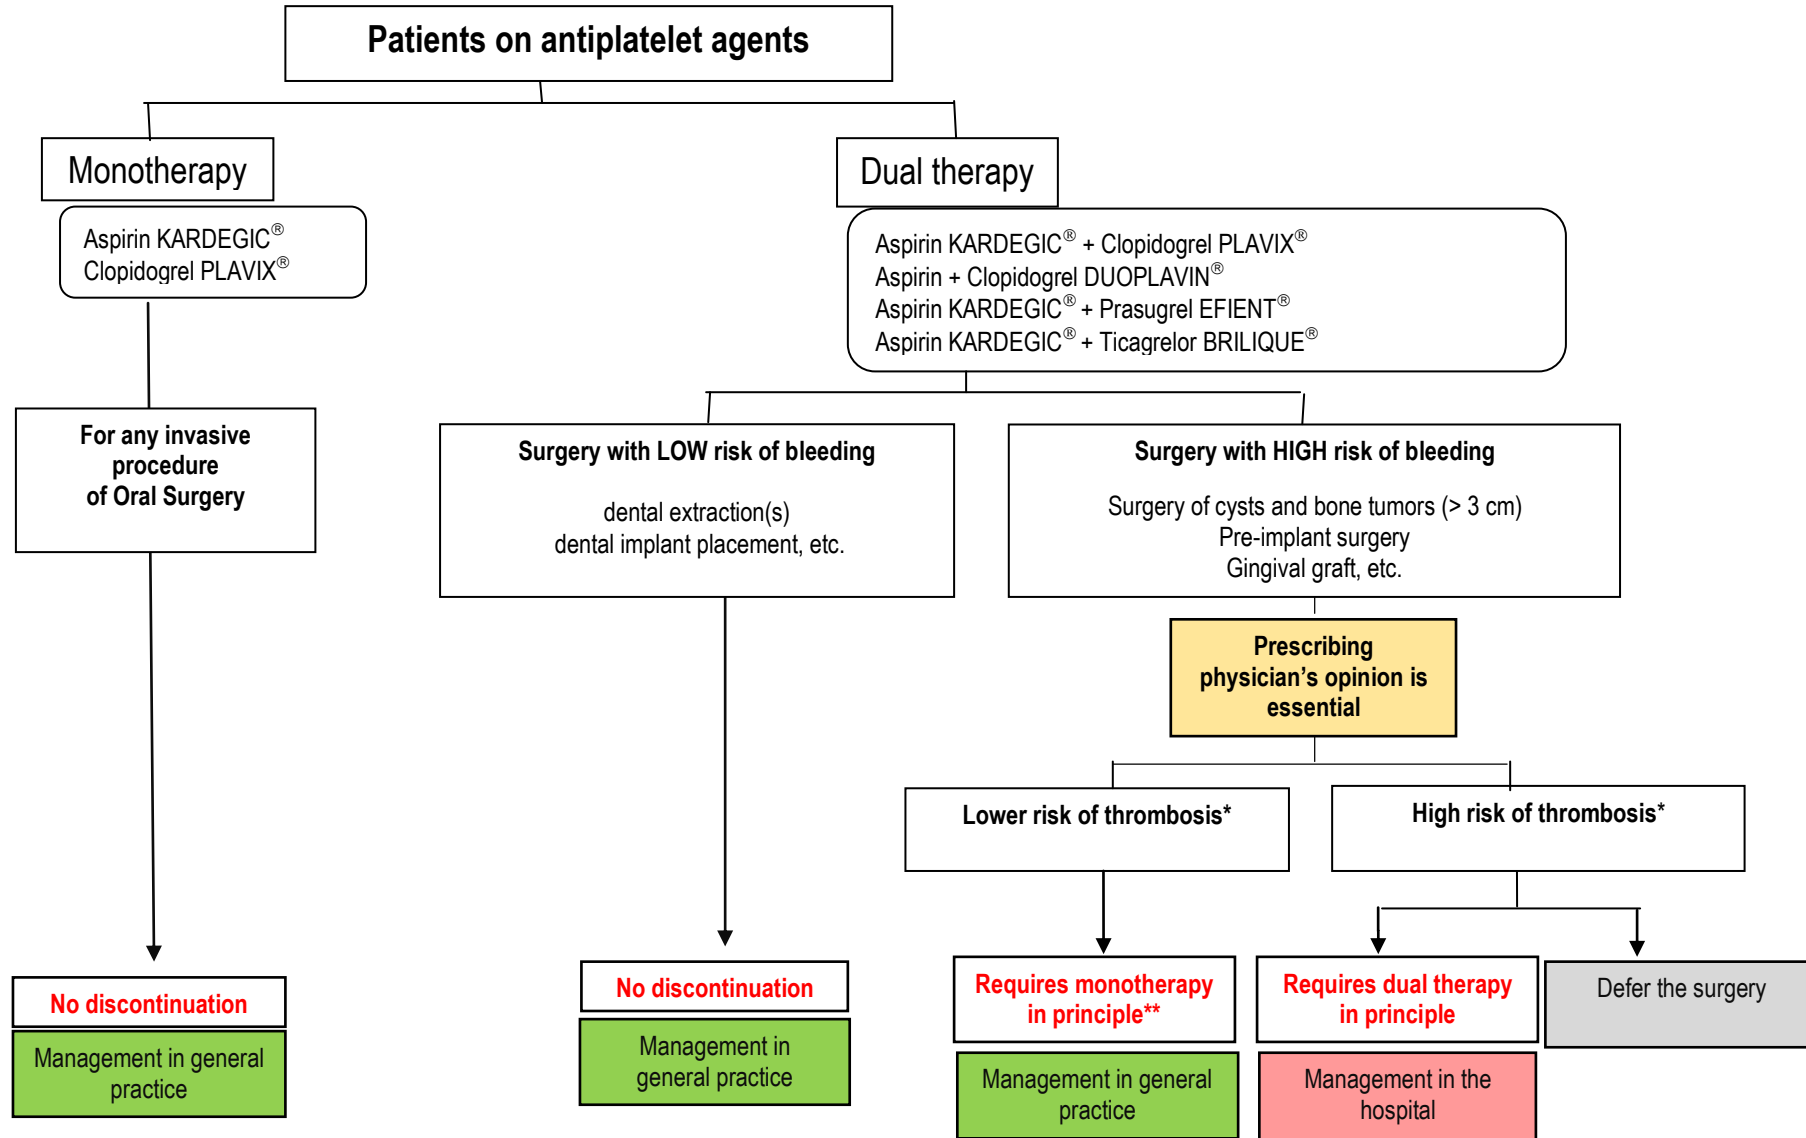 Patients on antiplatelet agents
Monotherapy
Dual therapy
Aspirin KARDEGIC®
Clopidogrel PLAVIX®
Aspirin KARDEGIC® + Clopidogrel PLAVIX®
Aspirin + Clopidogrel DUOPLAVIN®
Aspirin KARDEGIC® + Prasugrel EFIENT®
Aspirin KARDEGIC® + Ticagrelor BRILIQUE®
For any invasive
procedure
of Oral Surgery
Surgery with LOW risk of bleeding
dental extraction(s)
dental implant placement, etc.
Surgery with HIGH risk of bleeding
Surgery of cysts and bone tumors (> 3 cm)
Pre-implant surgery
Gingival graft, etc.
Prescribing
physician’s opinion is
essential
Lower risk of thrombosis*
High risk of thrombosis*
No discontinuation
Management in general
practice
No discontinuation
Management in
general practice
Requires monotherapy
in principle**
Management in general
practice
Requires dual therapy
in principle
Management in the
hospital
Defer the surgery